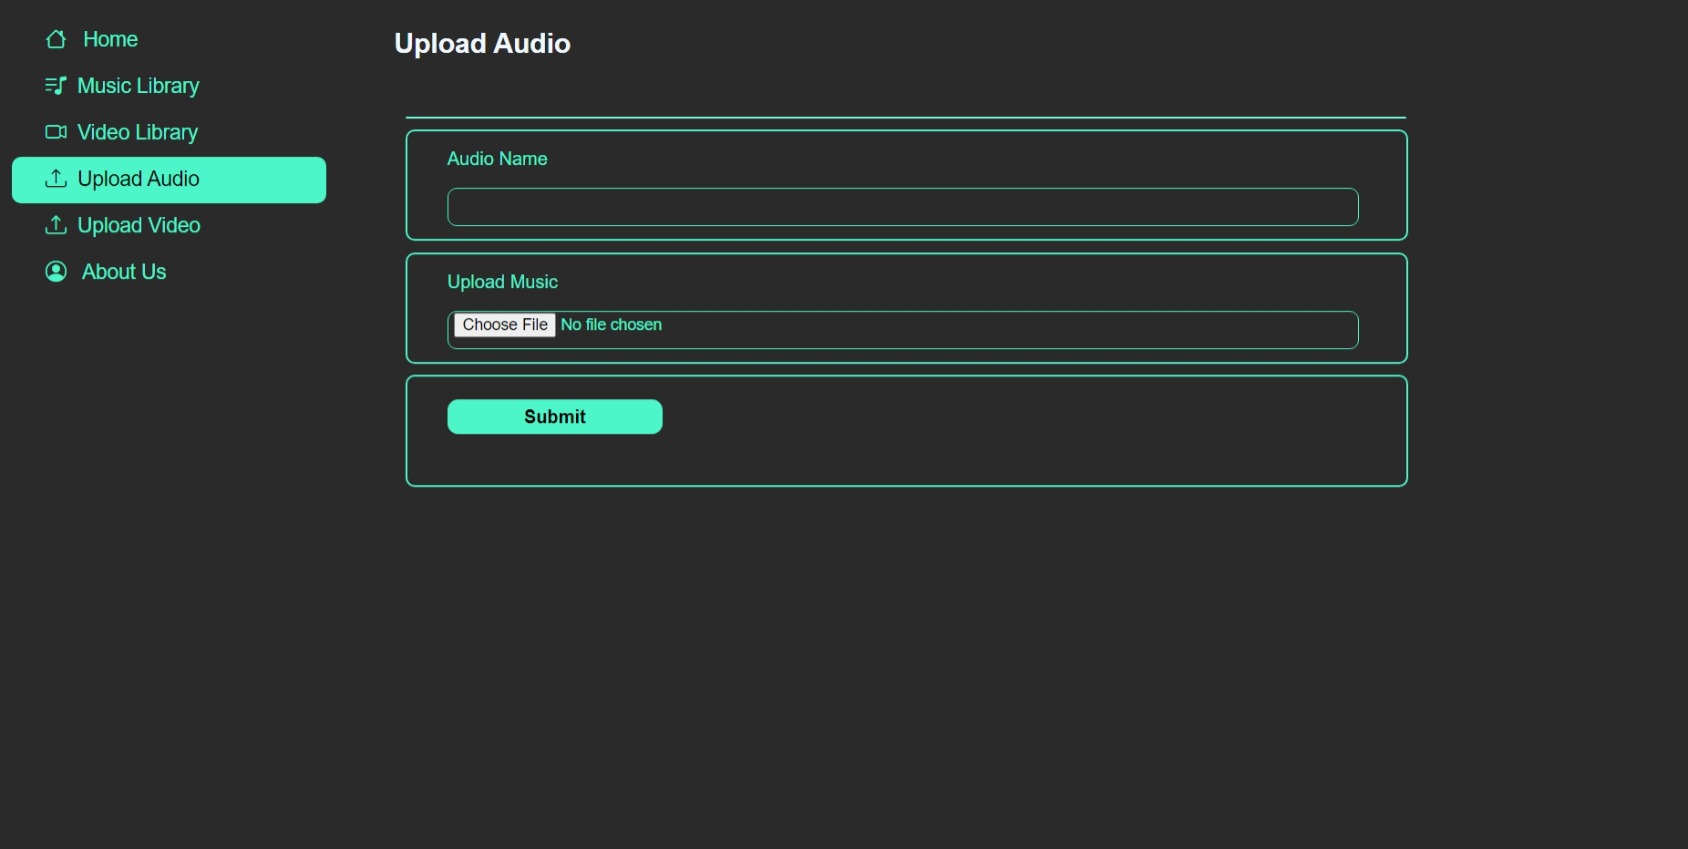 Home
Music Library
Video Library
Upload Audio
Upload Video
About Us
Upload Audio
Audio Name
Upload Music
Choose File No file chosen
Submit